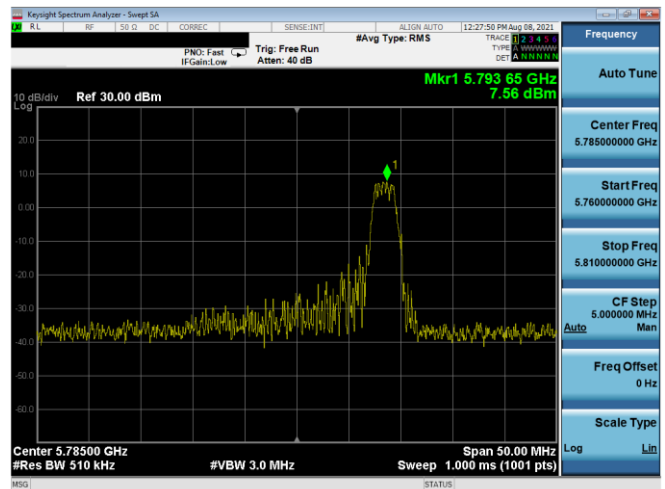 Keysight Spectrum Analyzer - Swept SA
RL RF 50 Ω DC CORREC SENSE:INT ALIGN AUTO 12:27:50 PM Aug 08, 2021
#Avg Type: RMS TRACE 1 2 3 4 5 6
PNO: Fast Trig: Free Run TYPE A WWWWW
IFGain:Low Atten: 40 dB DET A N N N N N
Mkr1 5.793 65 GHz
7.56 dBm
10 dB/div Ref 30.00 dBm
Log
20.0
10.0
0.00
-10.0
-20.0
-30.0
-40.0
-50.0
-60.0
1
Center 5.78500 GHz Span 50.00 MHz
#Res BW 510 kHz #VBW 3.0 MHz Sweep 1.000 ms (1001 pts)
MSG STATUS
Frequency
Auto Tune
Center Freq
5.785000000 GHz
Start Freq
5.760000000 GHz
Stop Freq
5.810000000 GHz
CF Step
5.000000 MHz
Auto Man
Freq Offset
0 Hz
Scale Type
Log Lin